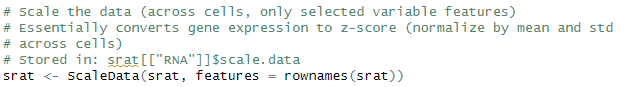 # Scale the data (across cells, only selected variable features)
# Essentially converts gene expression to z-score (normalize by mean and std
# across cells)
# Stored in: srat[["RNA"]]$scale.data
srat <- ScaleData(srat, features = rownames(srat))